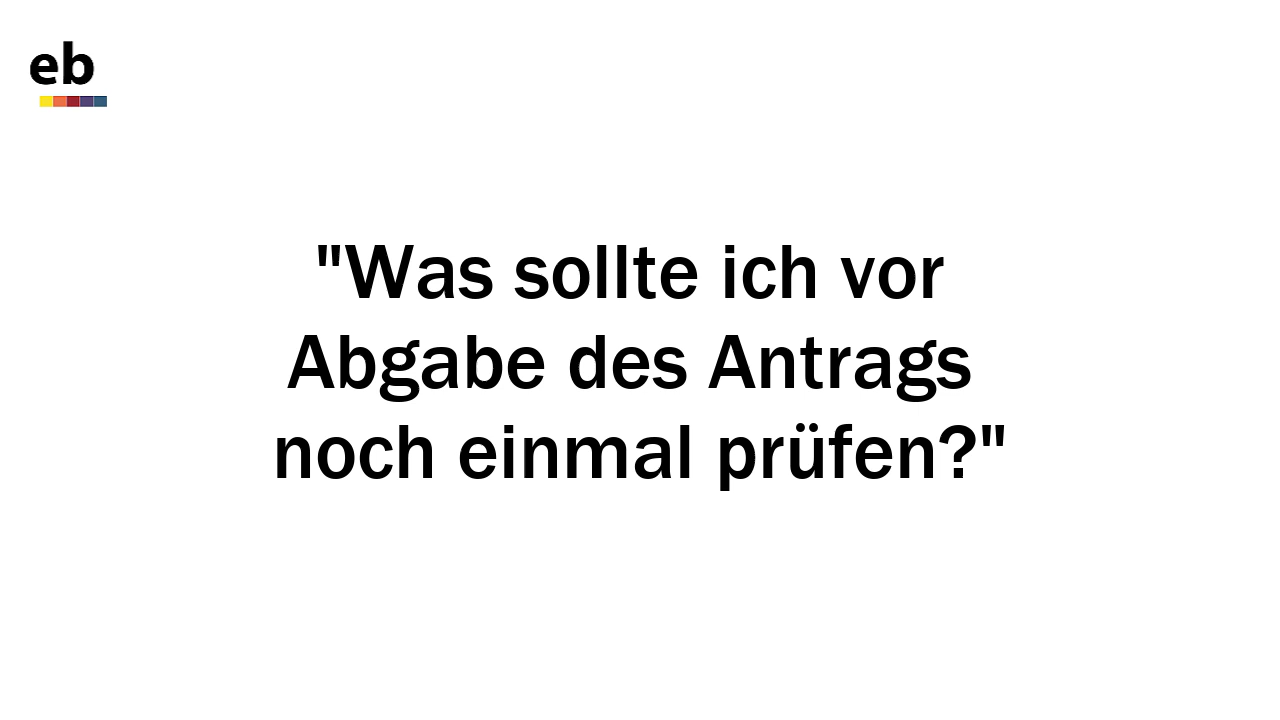 eb
"Was sollte ich vor
Abgabe des Antrags
noch einmal prüfen?"